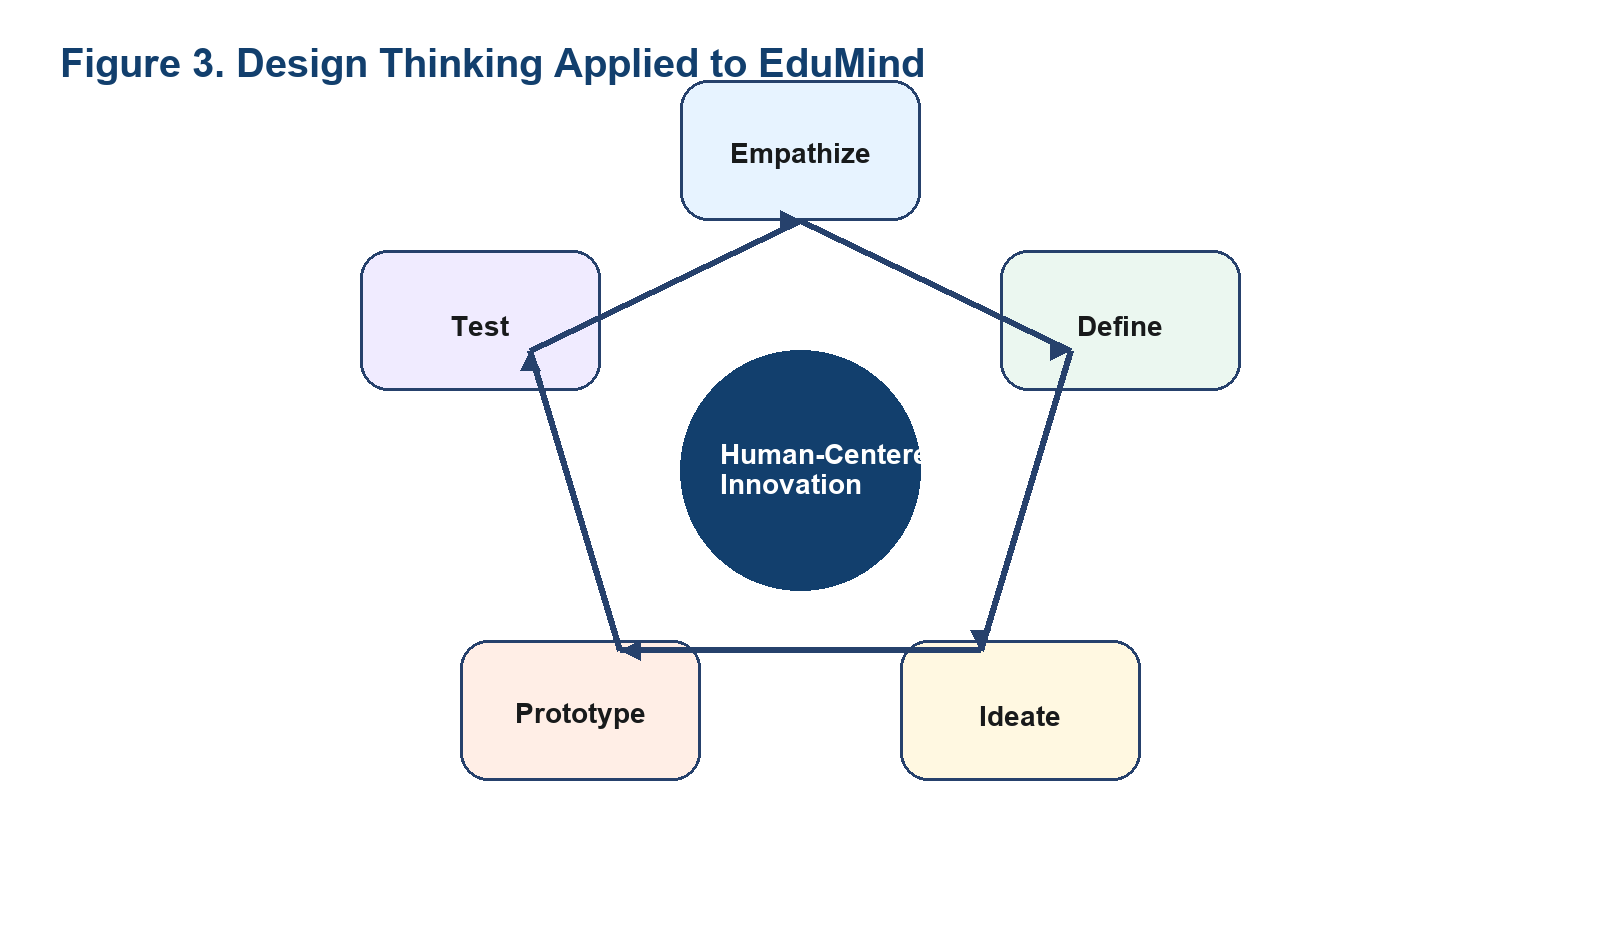 Figure 3. Design Thinking Applied to EduMind
Empathize
Test
Define
Human-Centere
Innovation
Prototype
Ideate